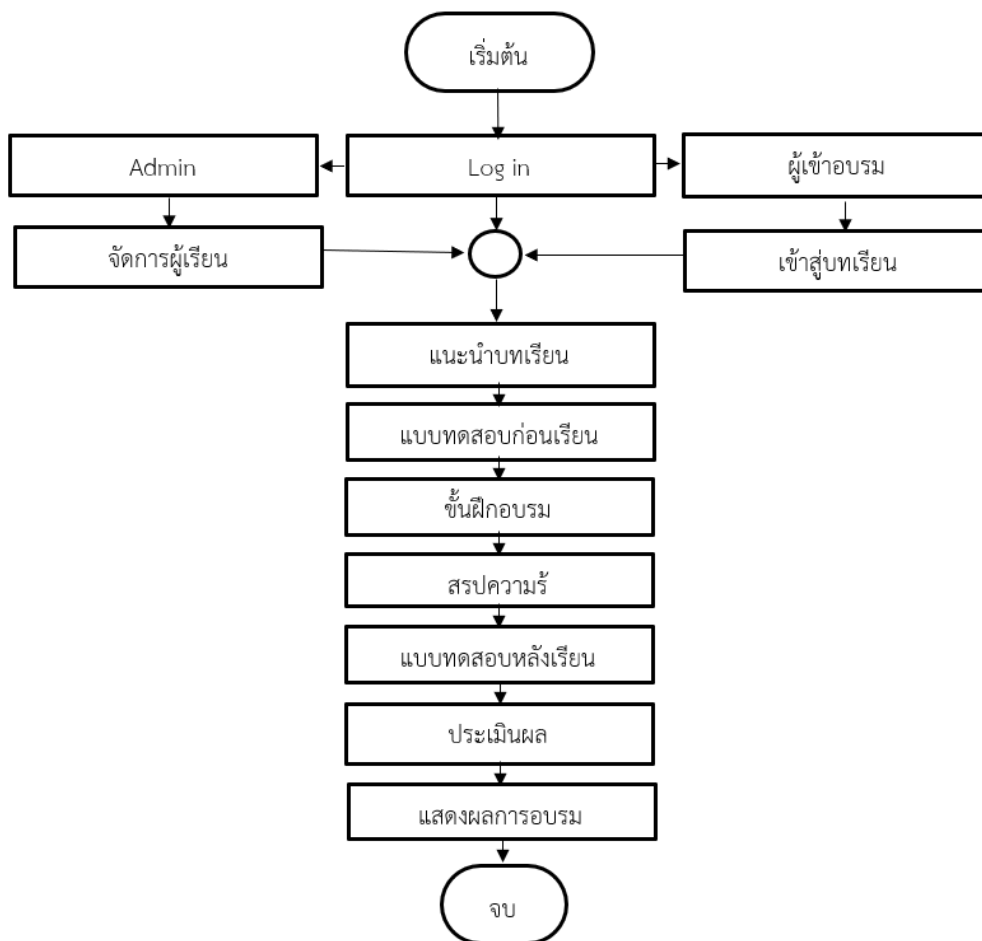 เริ่มต้น
Admin
Log in
ผู้เข้าอบรม
จัดการผู้เรียน
เข้าสู่บทเรียน
แนะนำบทเรียน
แบบทดสอบก่อนเรียน
ขั้นฝึกอบรม
สรปความร้
แบบทดสอบหลังเรียน
ประเมินผล
แสดงผลการอบรม
จบ